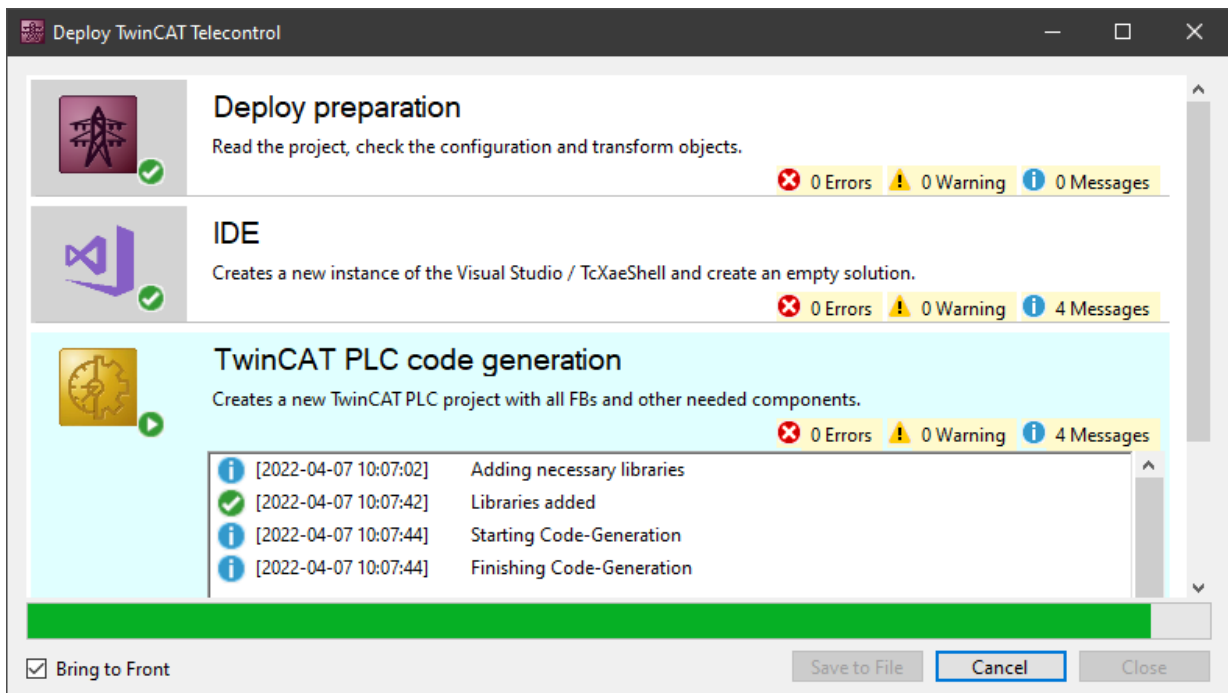 Deploy TwinCAT Telecontrol
Deploy preparation
Read the project, check the configuration and transform objects.
0 Errors 0 Warning 0 Messages
IDE
Creates a new instance of the Visual Studio / TcXaeShell and create an empty solution.
0 Errors 0 Warning 4 Messages
TwinCAT PLC code generation
Creates a new TwinCAT PLC project with all FBs and other needed components.
0 Errors 0 Warning 4 Messages
[2022-04-07 10:07:02] Adding necessary libraries
[2022-04-07 10:07:42] Libraries added
[2022-04-07 10:07:44] Starting Code-Generation
[2022-04-07 10:07:44] Finishing Code-Generation
Bring to Front Save to File Cancel Close